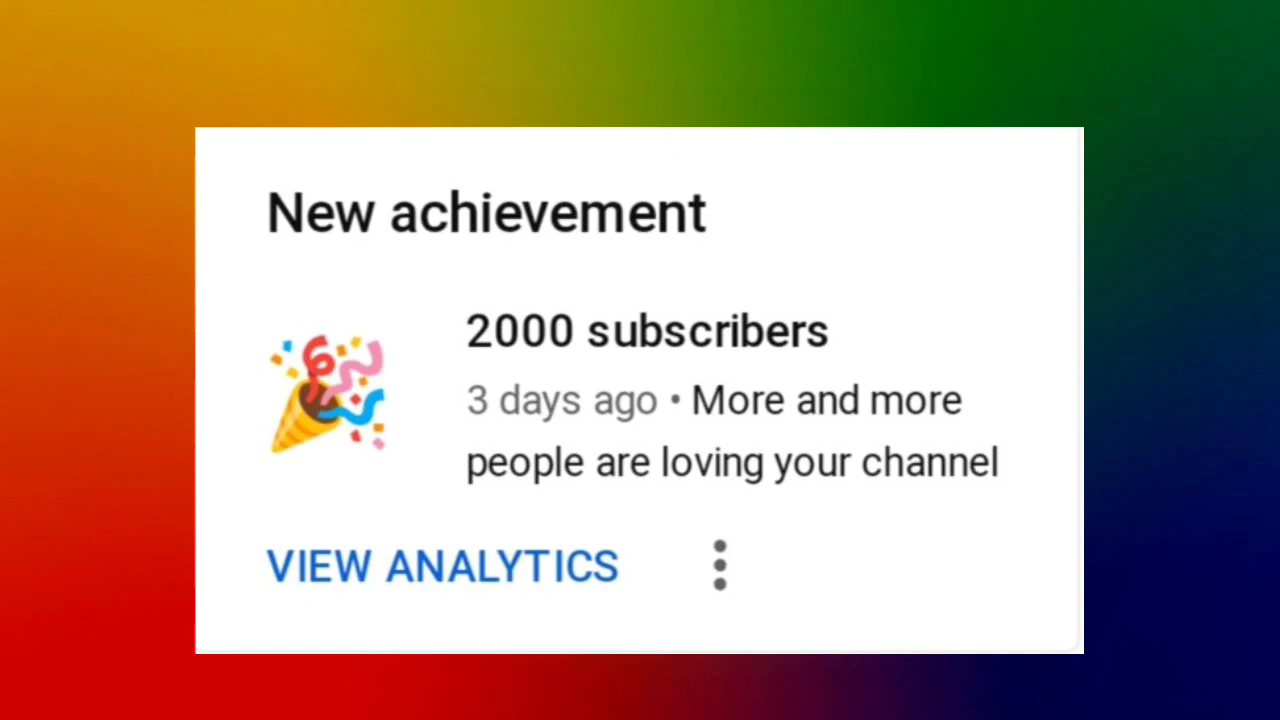 New achievement
2000 subscribers
3 days ago • More and more
people are loving your channel
VIEW ANALYTICS